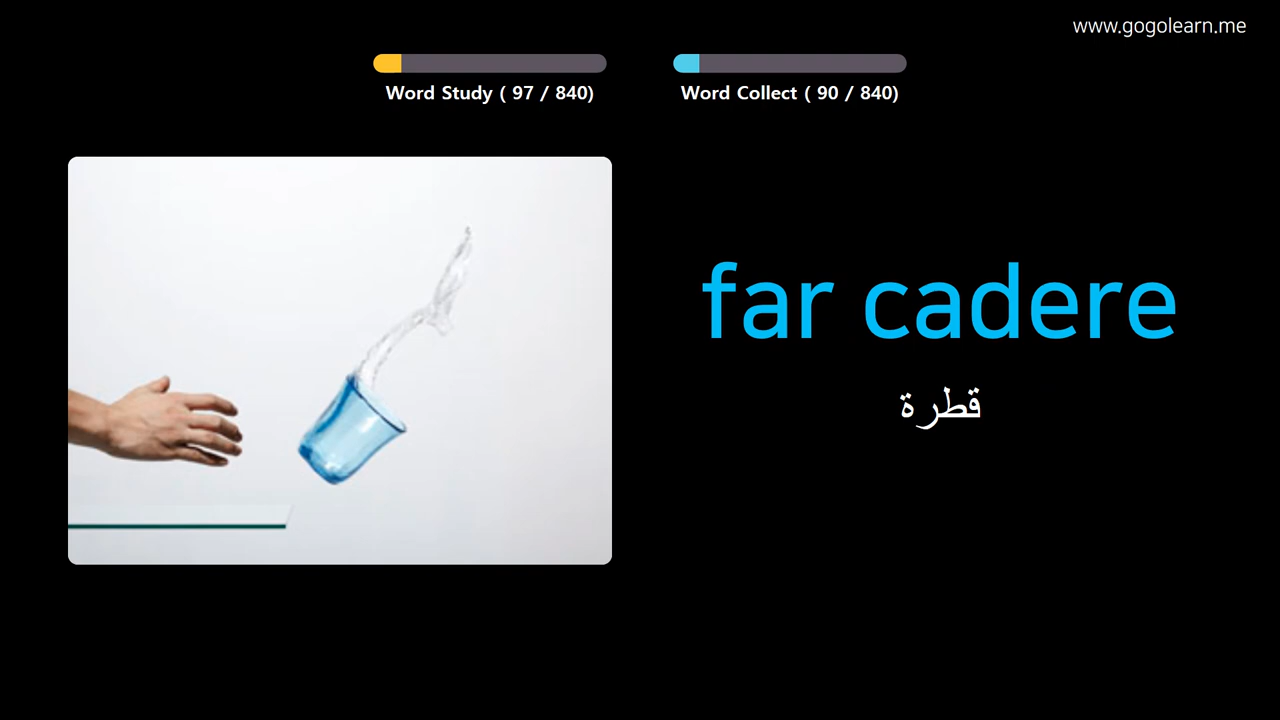 www.gogolearn.me
Word Study ( 97 / 840)
Word Collect ( 90 / 840)
far cadere
قطرة